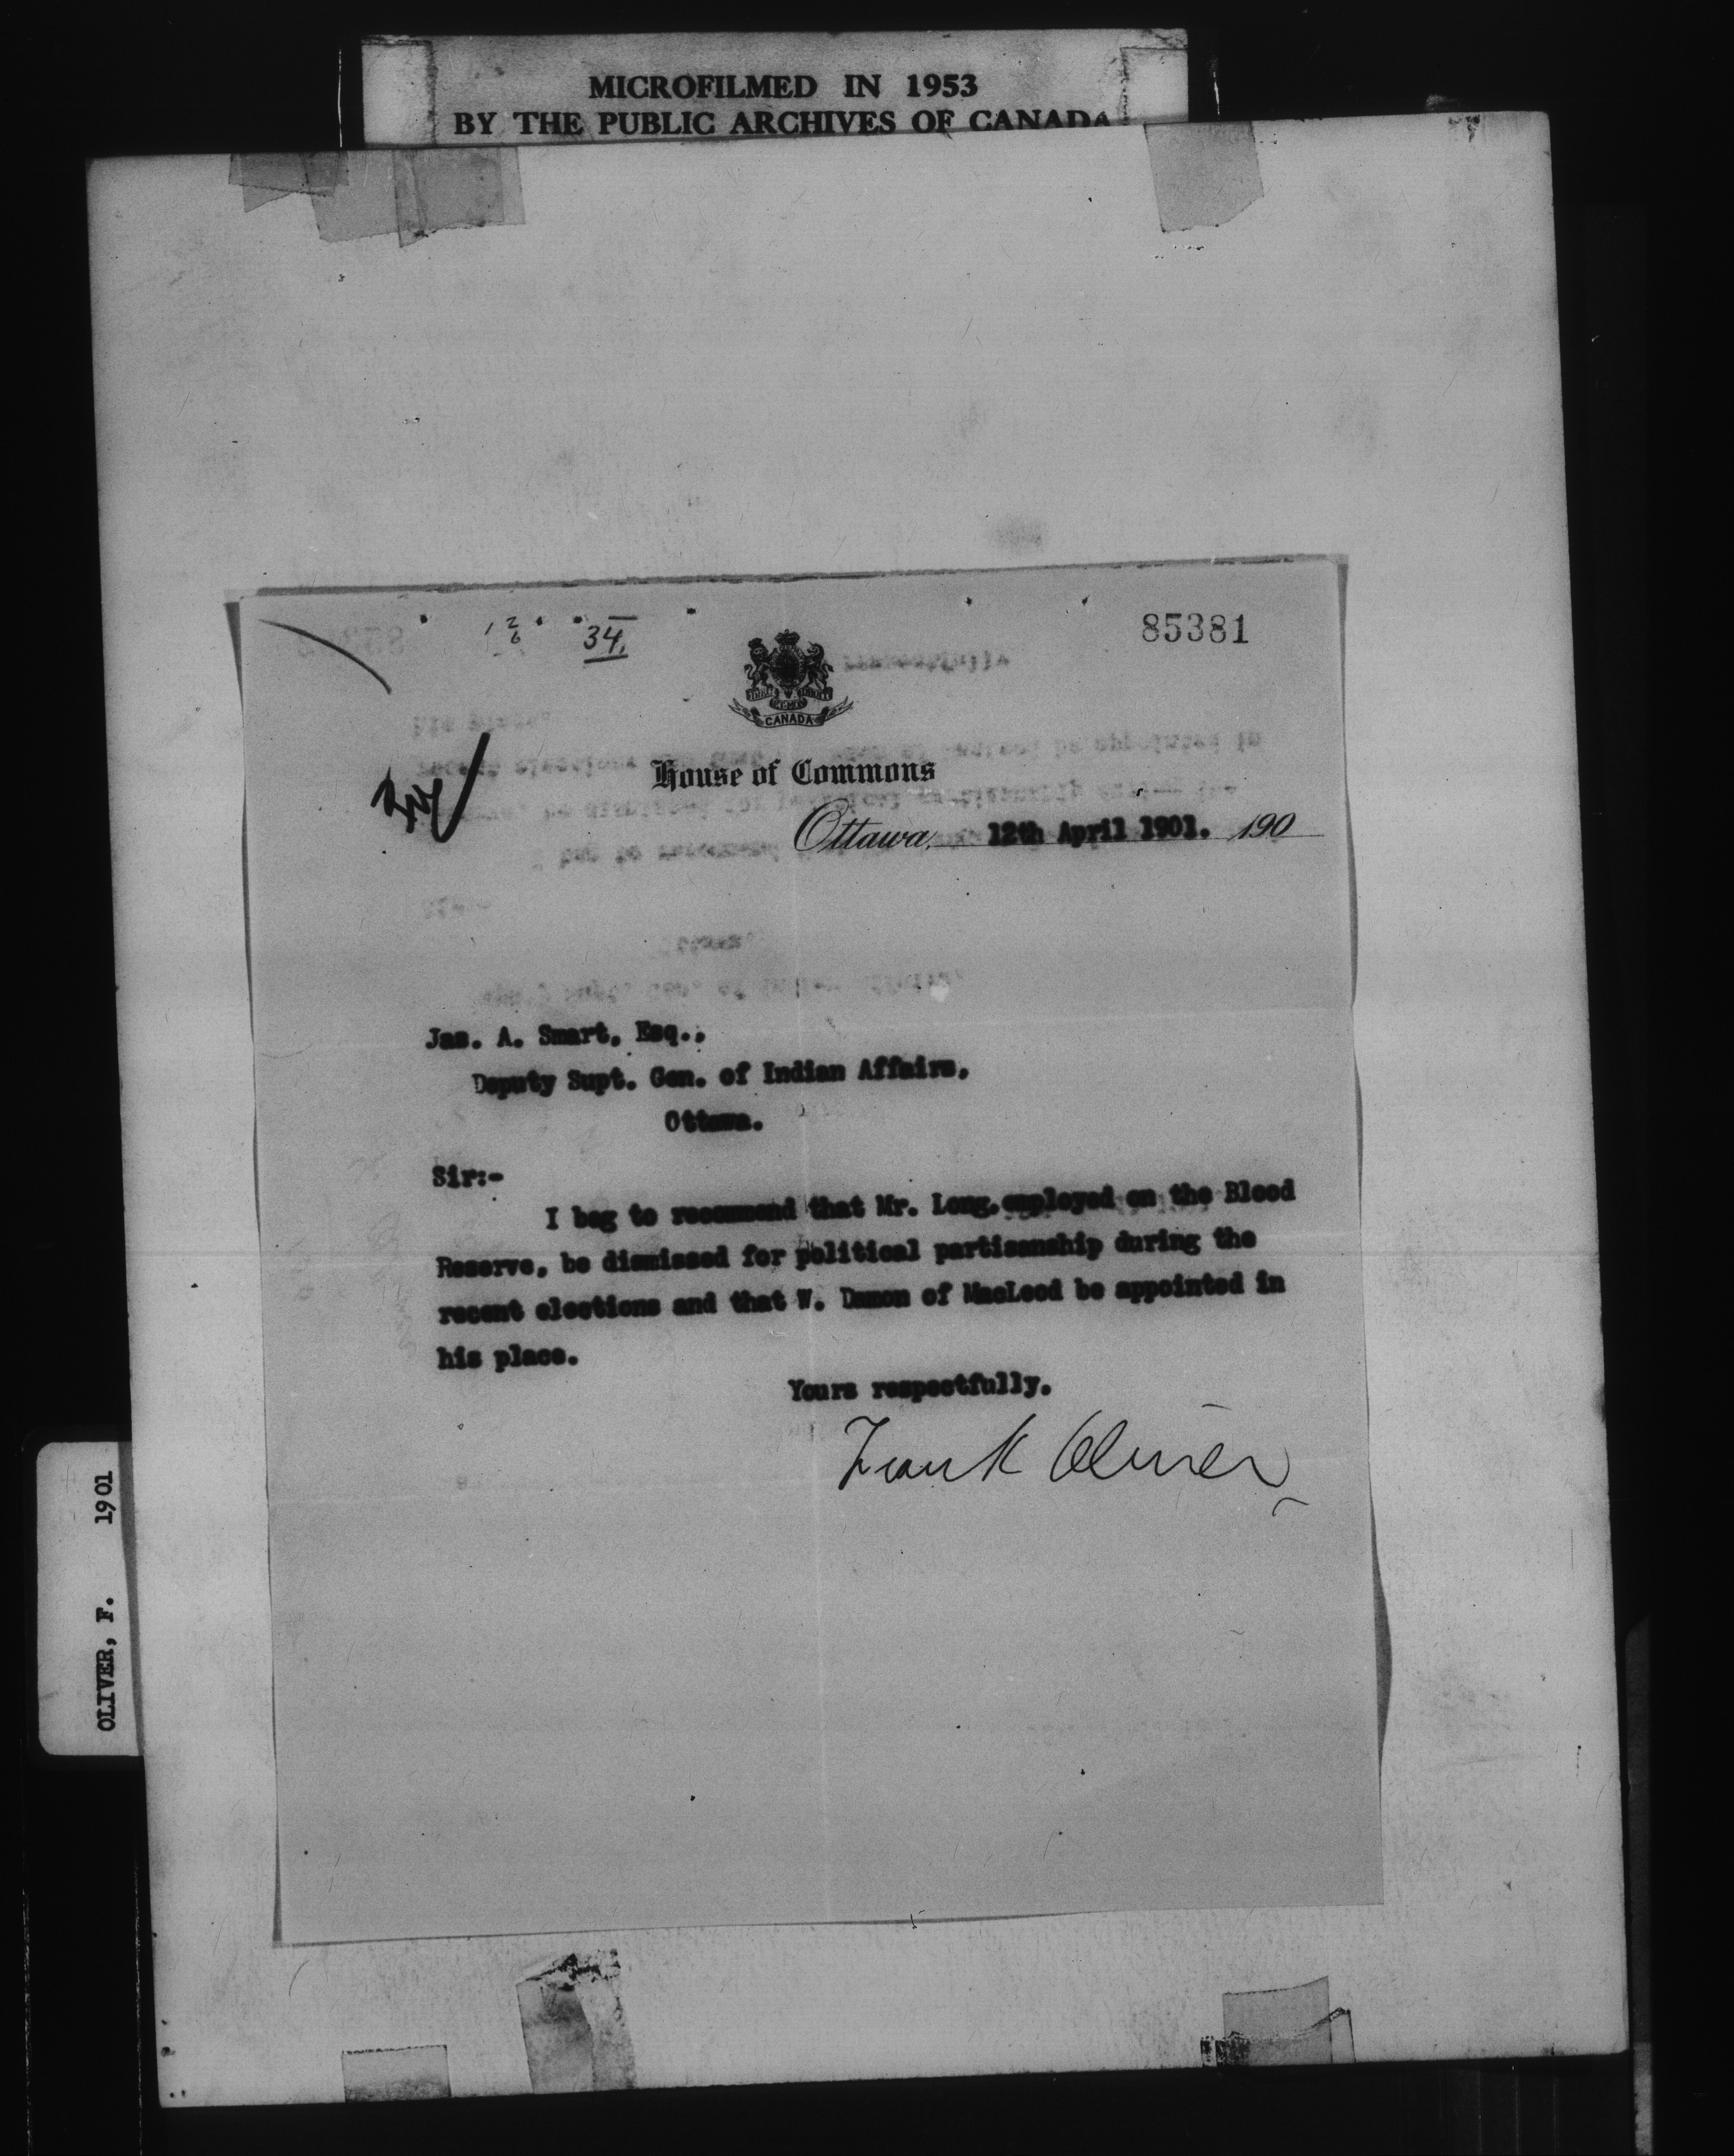 MICROFILMED IN 1953
BY THE PUBLIC ARCHIVES OF CANADA
34.
85381
CANADA
House of Commons
Ottawa, 12th April 1901. 190
Jas. A. Smart, Esq.,
Deputy Supt. Gen. of Indian Affairs,
Ottawa.
Sir:-
I beg to recommend that Mr. Long, employed on the Blood
Reserve, be dismissed for political partisanship during the
recent elections and that W. Damon of MacLeod be appointed in
his place.
Yours respectfully.
Frank Oliver
OLIVER, F. 1901